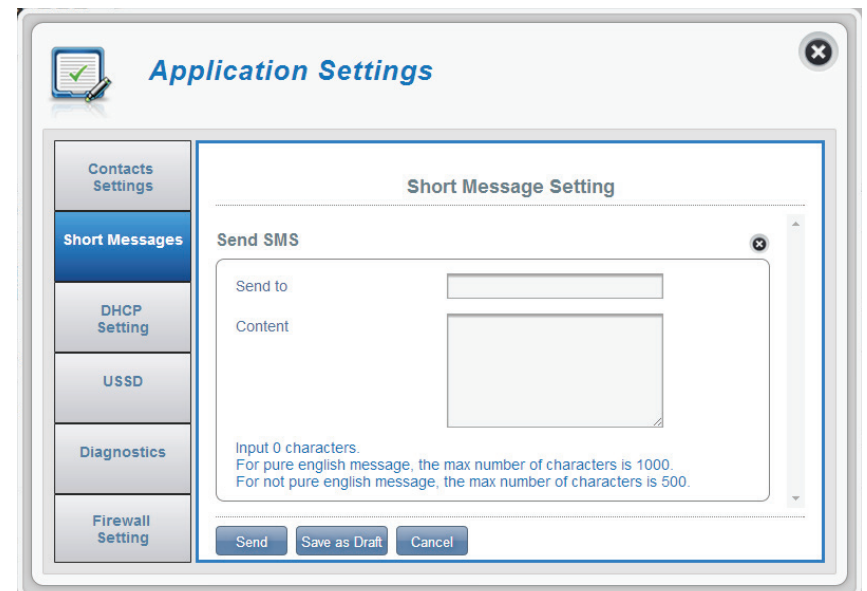 Application Settings
Contacts
Settings
Short Messages
DHCP
Setting
USSD
Diagnostics
Firewall
Setting
Short Message Setting
Send SMS
Send to
Content
Input 0 characters.
For pure english message, the max number of characters is 1000.
For not pure english message, the max number of characters is 500.
Send
Save as Draft
Cancel